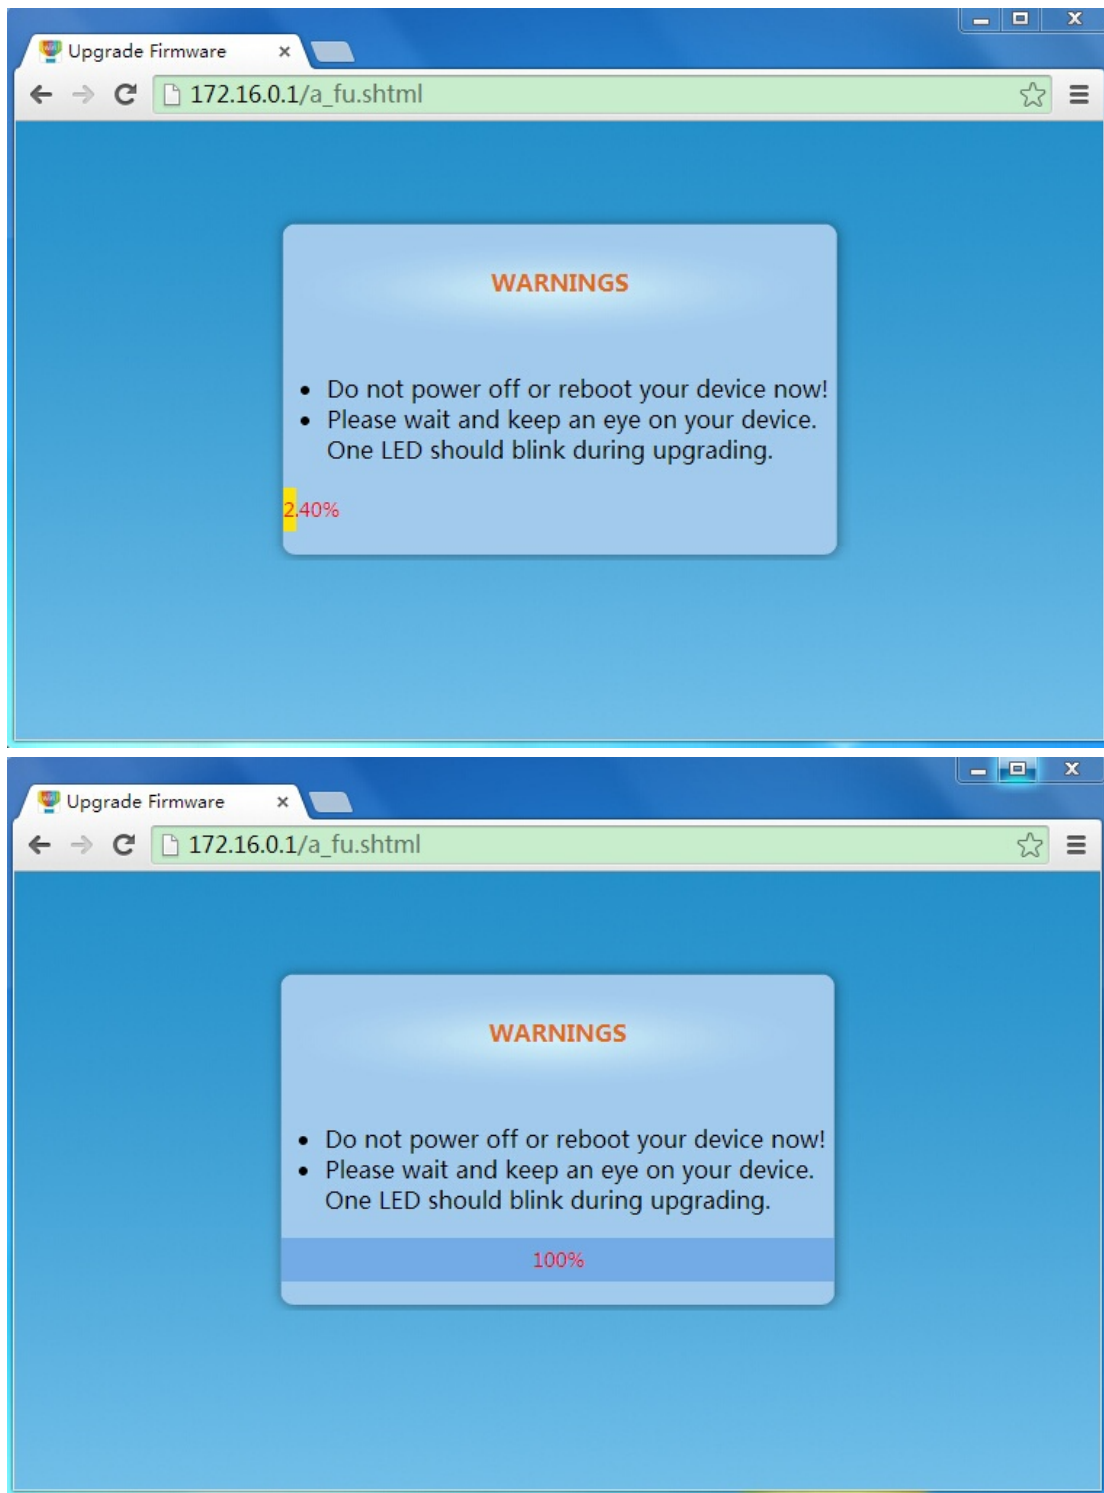 Upgrade Firmware
172.16.0.1/a_fu.shtml
WARNINGS
• Do not power off or reboot your device now!
• Please wait and keep an eye on your device.
One LED should blink during upgrading.
2.40%
Upgrade Firmware
172.16.0.1/a_fu.shtml
WARNINGS
• Do not power off or reboot your device now!
• Please wait and keep an eye on your device.
One LED should blink during upgrading.
100%